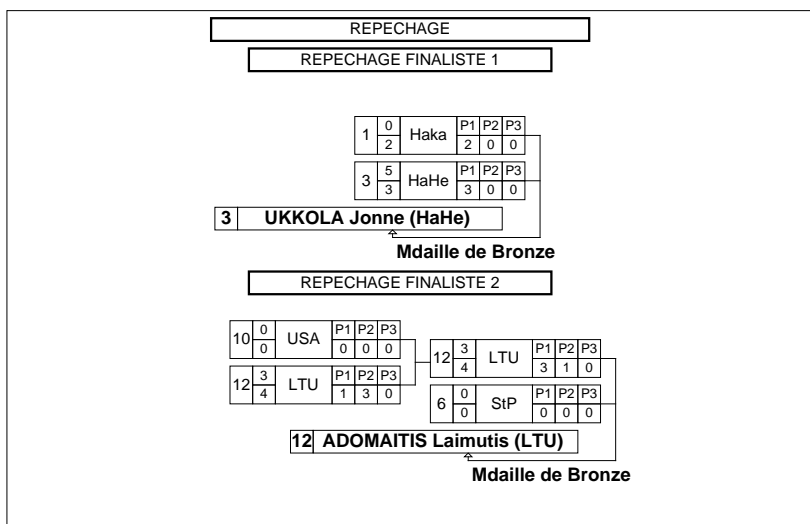 REPECHAGE
REPECHAGE FINALISTE 1
1 0 Haka P1 P2 P3
2 2 0 0
3 5 HaHe P1 P2 P3
3 3 0 0
3 UKKOLA Jonne (HaHe)
Mdaille de Bronze
REPECHAGE FINALISTE 2
10 0 USA P1 P2 P3
0 0 0 0
12 3 LTU P1 P2 P3
4 3 1 0
12 3 LTU P1 P2 P3
4 1 3 0
6 0 StP P1 P2 P3
0 0 0 0
12 ADOMAITIS Laimutis (LTU)
Mdaille de Bronze